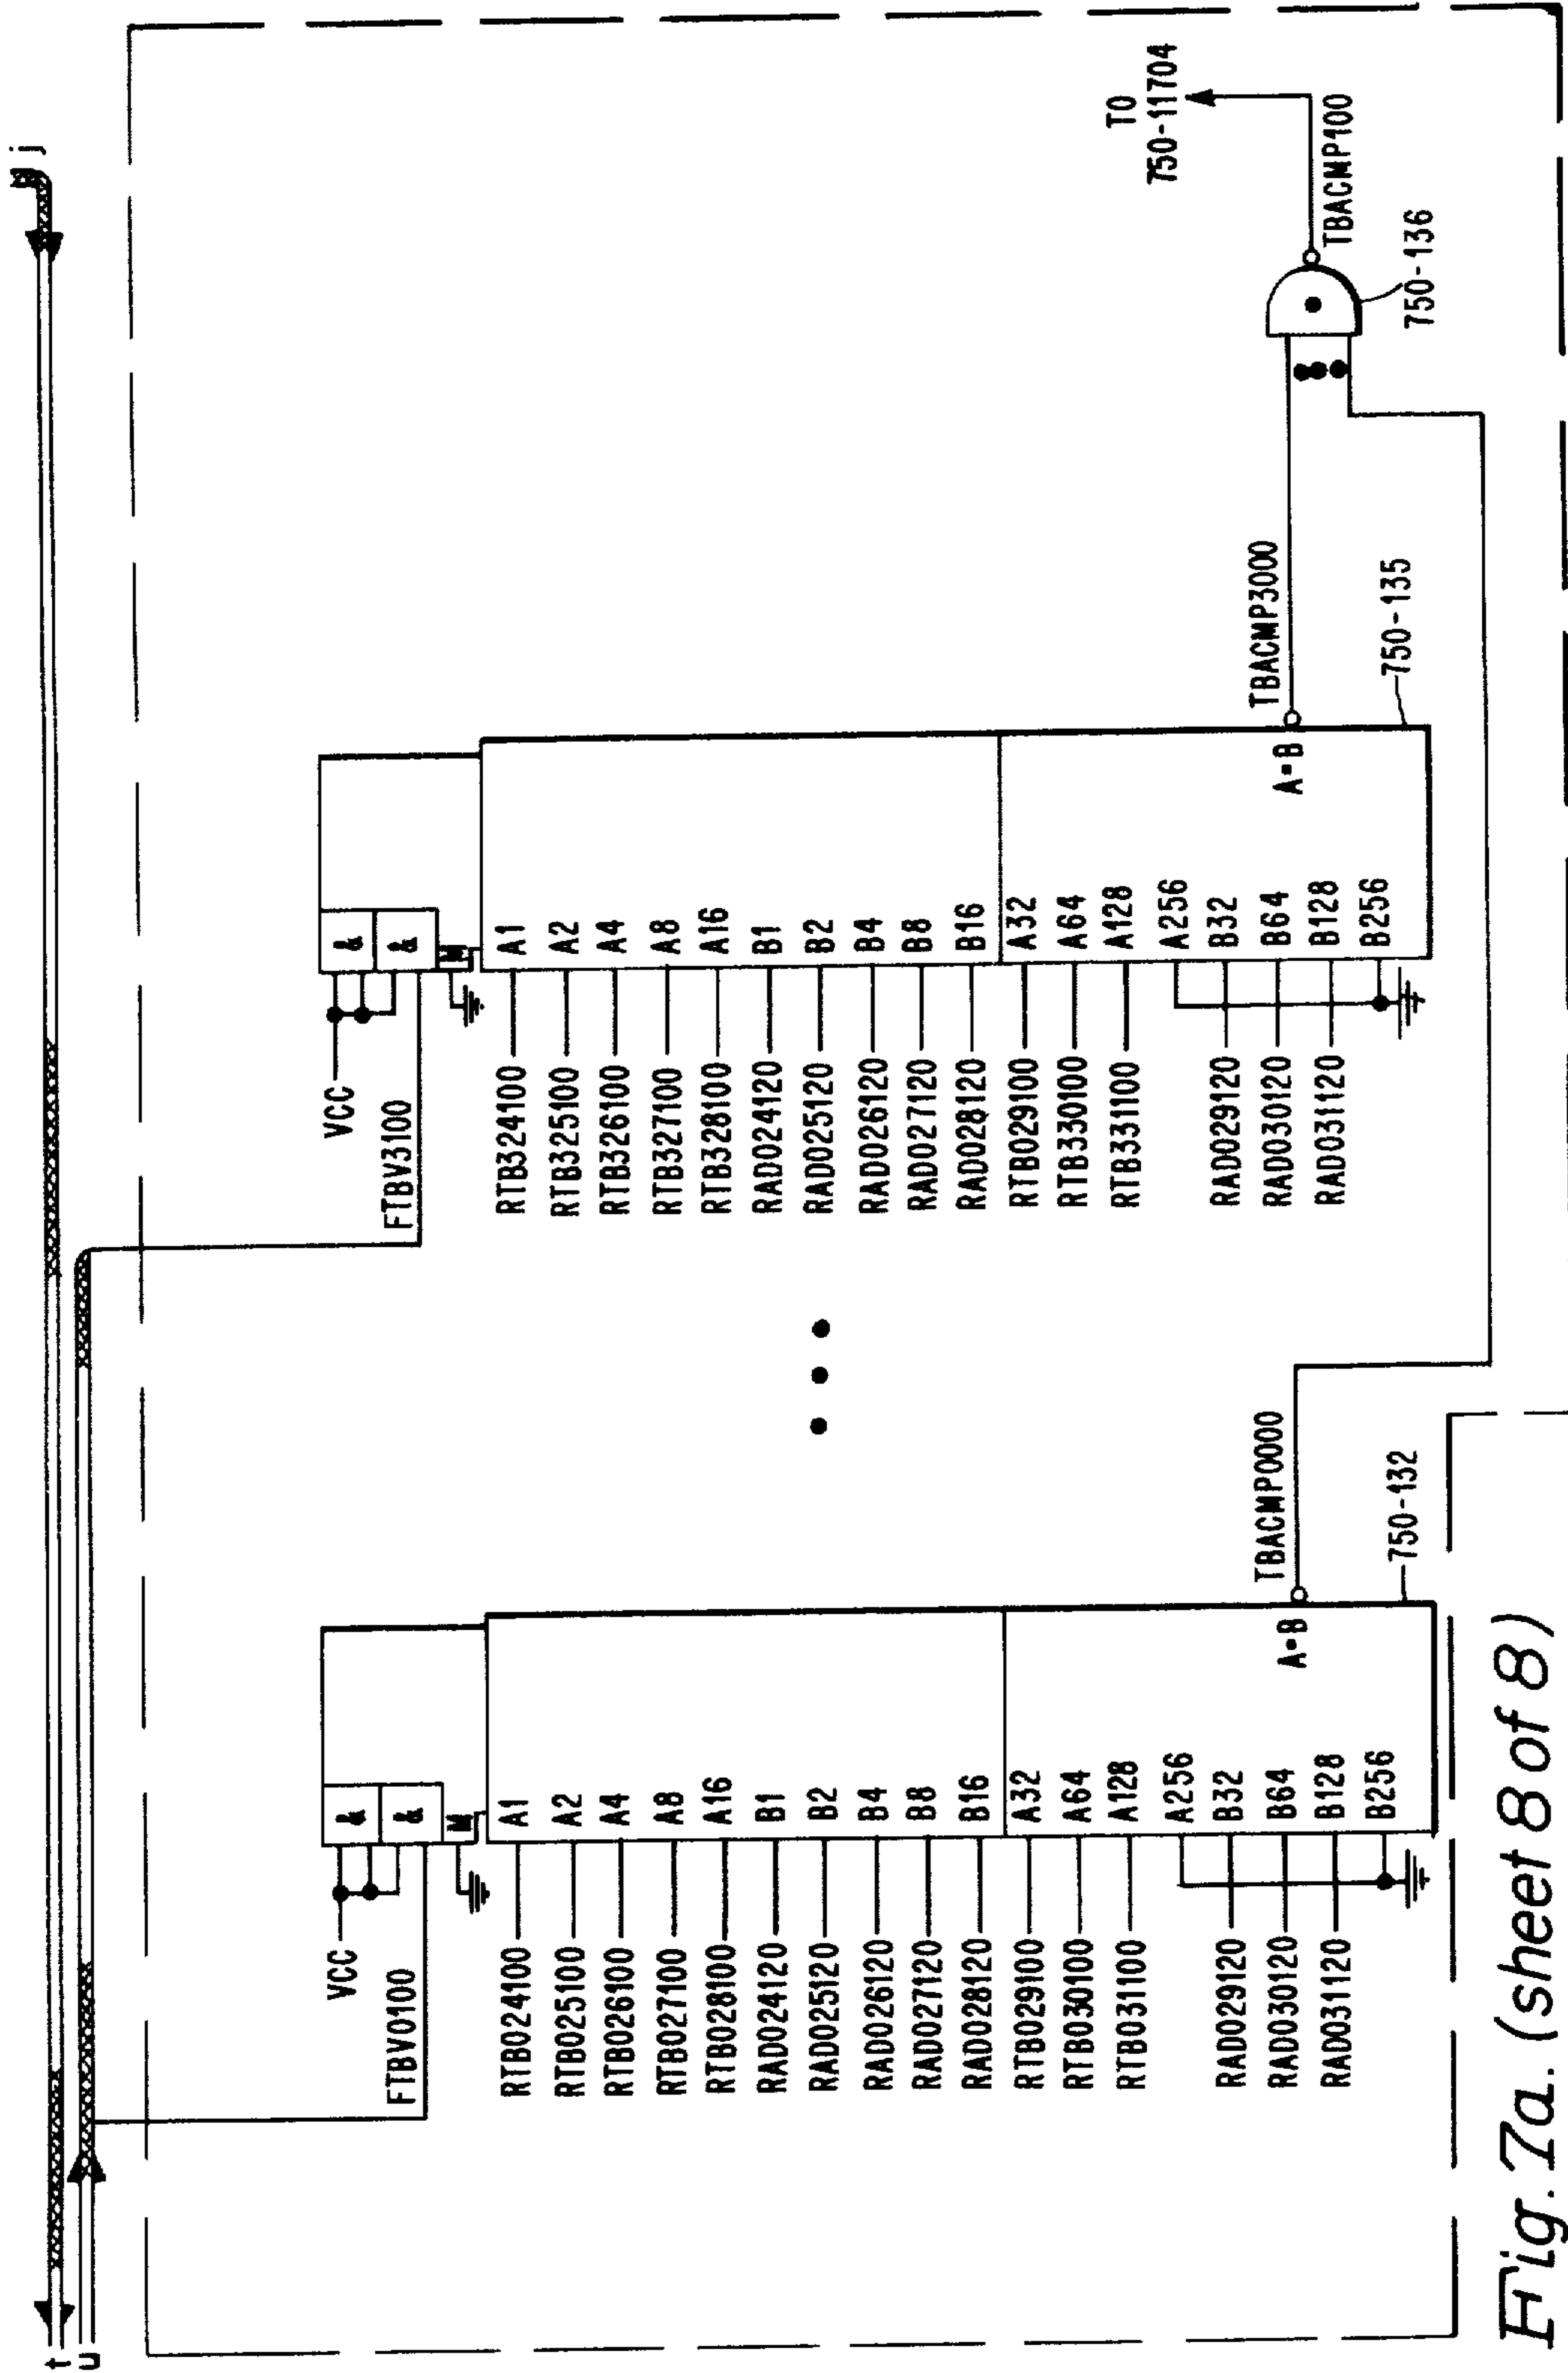 j
t
u
VCC
FTBV0100
&
&
M
RTB024100 A1
RTB025100 A2
RTB026100 A4
RTB027100 A8
RTB028100 A16
RAD024120 B1
RAD025120 B2
RAD026120 B4
RAD027120 B8
RAD028120 B16
RTB029100 A32
RTB030100 A64
RTB031100 A128
A256
RAD029120 B32
RAD030120 B64
RAD031120 B128
B256
A=B
TBACMP0000
750-132
VCC
FTBV3100
&
&
M
RTB324100 A1
RTB325100 A2
RTB326100 A4
RTB327100 A8
RTB328100 A16
RAD024120 B1
RAD025120 B2
RAD026120 B4
RAD027120 B8
RAD028120 B16
RTB029100 A32
RTB330100 A64
RTB331100 A128
A256
RAD029120 B32
RAD030120 B64
RAD031120 B128
B256
A=B
TBACMP3000
750-135
TO
750-11704
TBACMP100
750-136
Fig. 7a. (sheet 8 of 8)